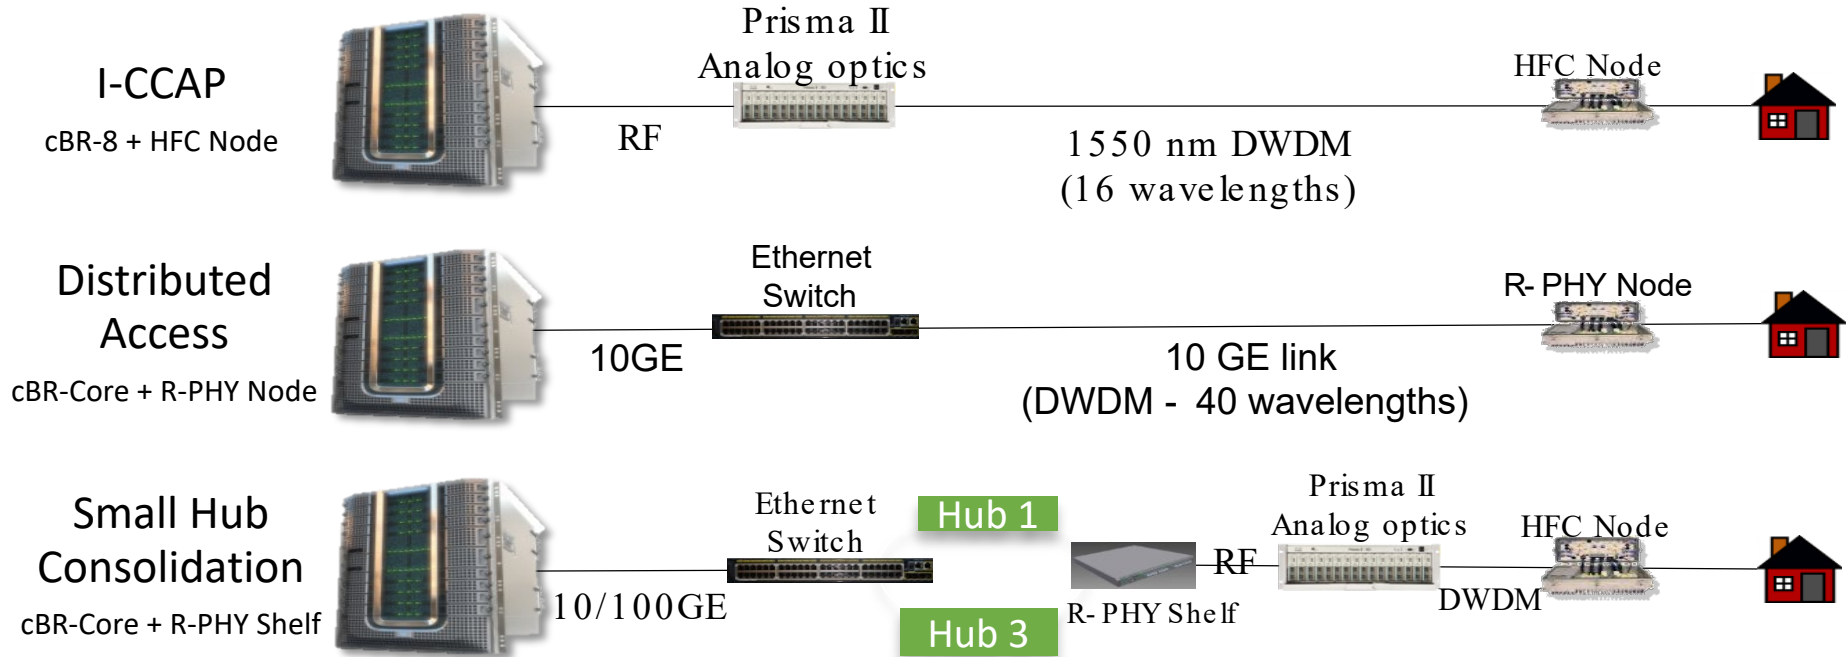 I-CCAP
cBR-8 + HFC Node
Prisma II
Analog optics
RF
1550 nm DWDM
(16 wavelengths)
HFC Node
Distributed
Access
cBR-Core + R-PHY Node
Ethernet
Switch
10GE
10 GE link
(DWDM - 40 wavelengths)
R-PHY Node
Small Hub
Consolidation
cBR-Core + R-PHY Shelf
Ethernet
Switch
10/100GE
Hub 1
Hub 3
R-PHY Shelf
RF
Prisma II
Analog optics
DWDM
HFC Node